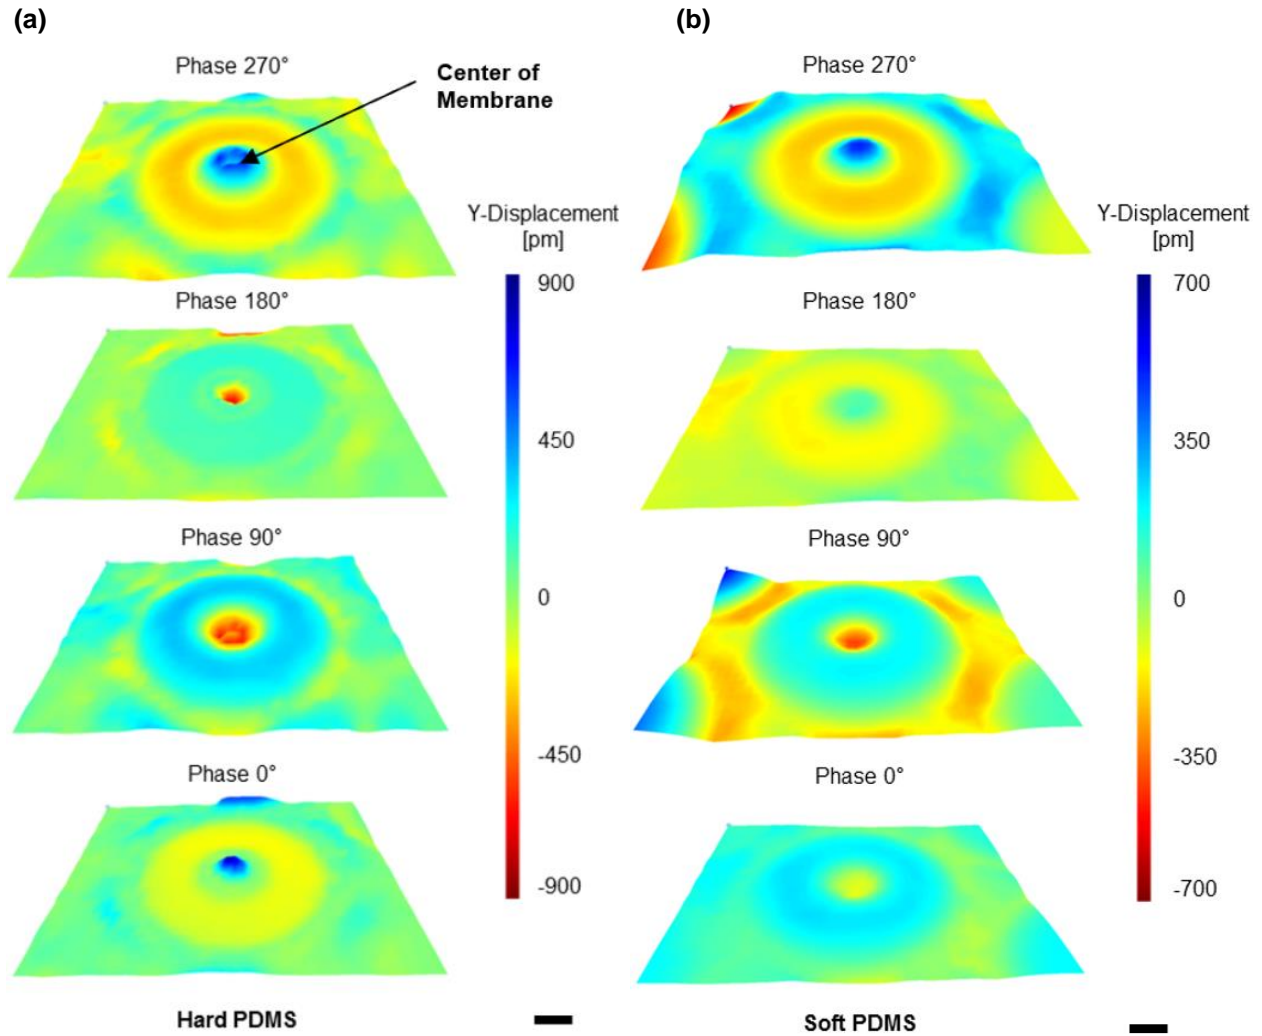 (a)
Phase 270°
Center of
Membrane
Y-Displacement
[pm]
900
450
0
-450
-900
Phase 180°
Phase 90°
Phase 0°
Hard PDMS
(b)
Phase 270°
Y-Displacement
[pm]
700
350
0
-350
-700
Phase 180°
Phase 90°
Phase 0°
Soft PDMS